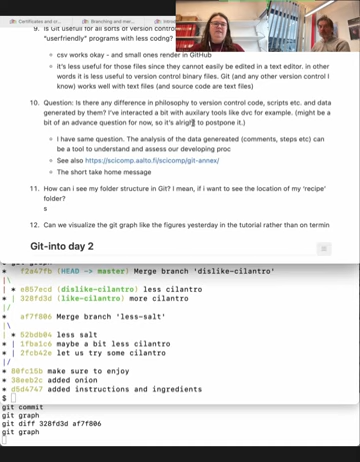 Certificates and cr...
Branching and mer...
9. Is Git useful for all sorts of version contr
"userfriendly" programs with less codng?
csv works okay - and small ones render in GitHub
it's less useful for those files since they cannot easily be edited in a text editor. in other
words it is less useful to version control binary files. Git (and any other version control I
know) works well with text files (and source code are text files)
10. Question: Is there any difference in philosophy to version control code, scripts etc. and data
generated by them? I've interacted a bit with auxilary tools like dvc for example. (might be a
bit of an advance question for now, so it's alright to postpone it.)
I have same question. The analysis of the data genereated (comments, steps etc) can
be a tool to understand and assess our developing proc
See also https://scicomp.aalto.fi/scicomp/git-annex/
The short take home message
11. How can i see my folder structure in Git? I mean, if i want to see the location of my 'recipe'
folder?
s
12. Can we visualize the git graph like the figures yesterday in the tutorial rather than on termin
Git-into day 2
* f2a47fb (HEAD -> master) Merge branch 'dislike-cilantro'
|\
| * e857ecd (dislike-cilantro) less cilantro
* | 328fd3d (like-cilantro) more cilantro
|/
* af7f806 Merge branch 'less-salt'
|\
| * 52bdb04 less salt
* | 1fba1c6 maybe a bit less cilantro
* | 2fcb42e let us try some cilantro
|/
* 80fc15b make sure to enjoy
* 38eeb2c added onion
* d5d4747 added instructions and ingredients
$
git commit
git graph
git diff 328fd3d af7f806
git graph